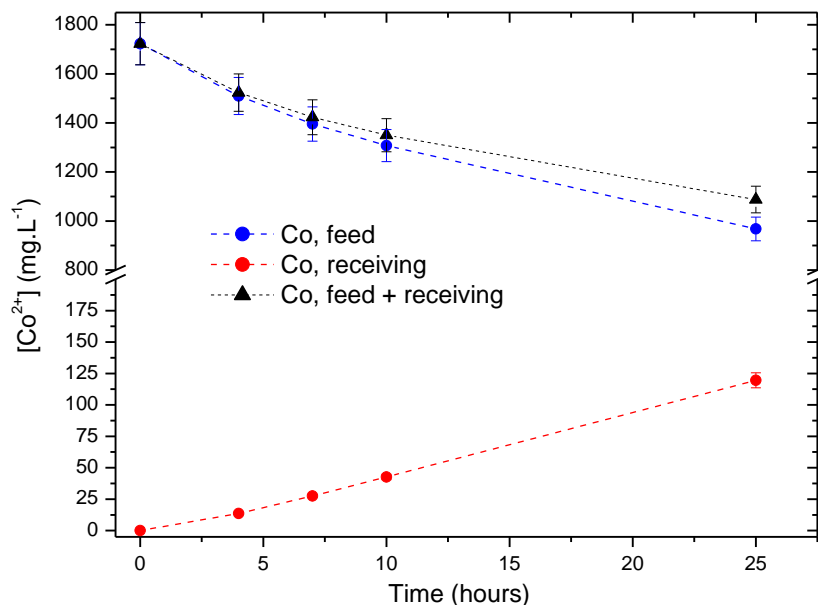 1800
1600
1400
1200
1000
800
175
150
125
100
75
50
25
0
[Co²⁺] (mg.L⁻¹)
Co, feed
Co, receiving
Co, feed + receiving
0 5 10 15 20 25
Time (hours)